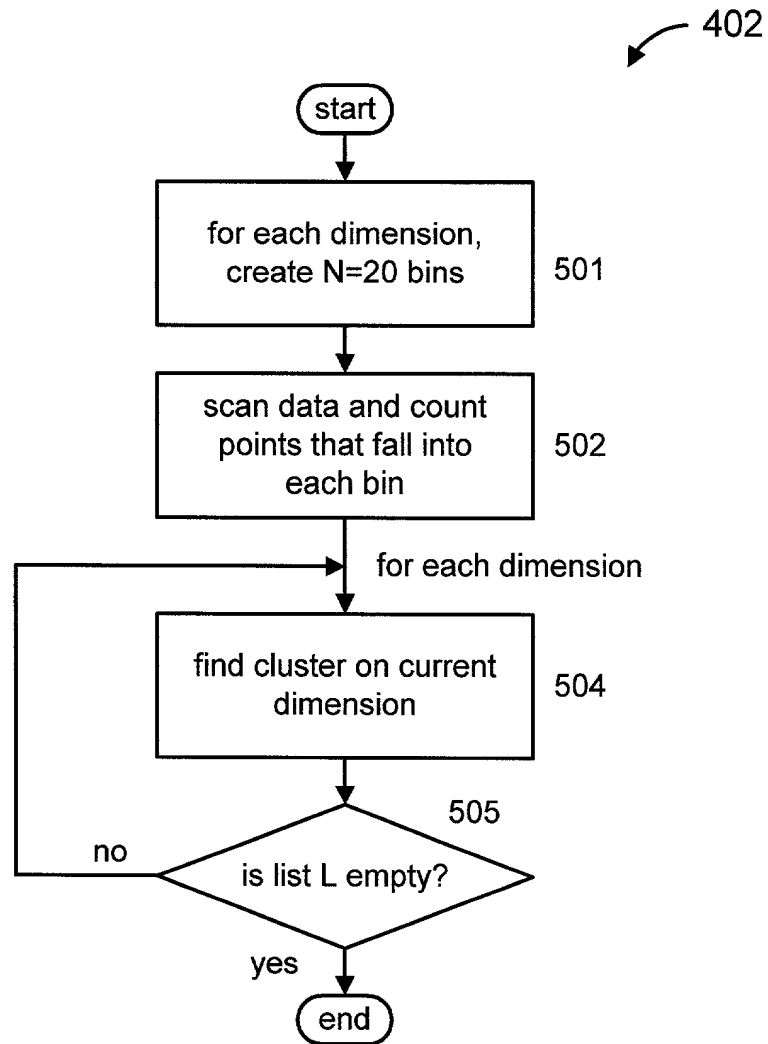 402
start
for each dimension,
create N=20 bins
501
scan data and count
points that fall into
each bin
502
for each dimension
find cluster on current
dimension
504
505
no
is list L empty?
yes
end